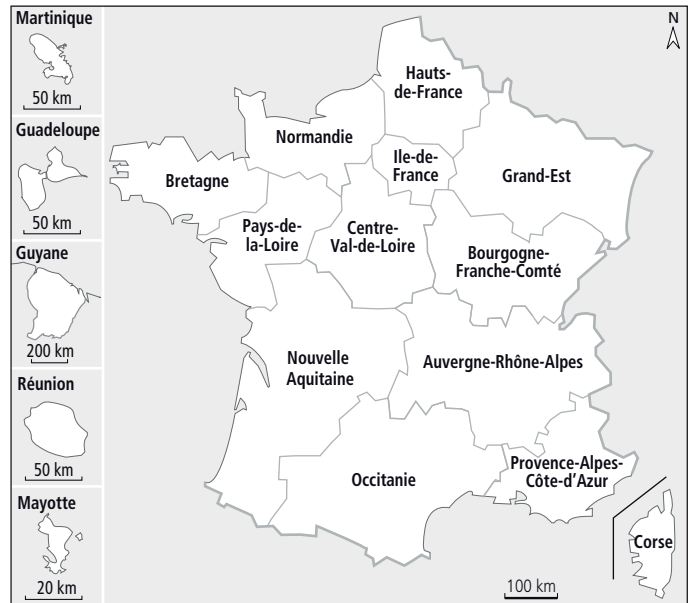 Martinique
50 km
Guadeloupe
50 km
Guyane
200 km
Réunion
50 km
Mayotte
20 km
N
Hauts-
de-France
Normandie
Ile-de-
France
Grand-Est
Bretagne
Pays-de-
la-Loire
Centre-
Val-de-Loire
Bourgogne-
Franche-Comté
Nouvelle
Aquitaine
Auvergne-Rhône-Alpes
Occitanie
Provence-Alpes-
Côte-d'Azur
Corse
100 km